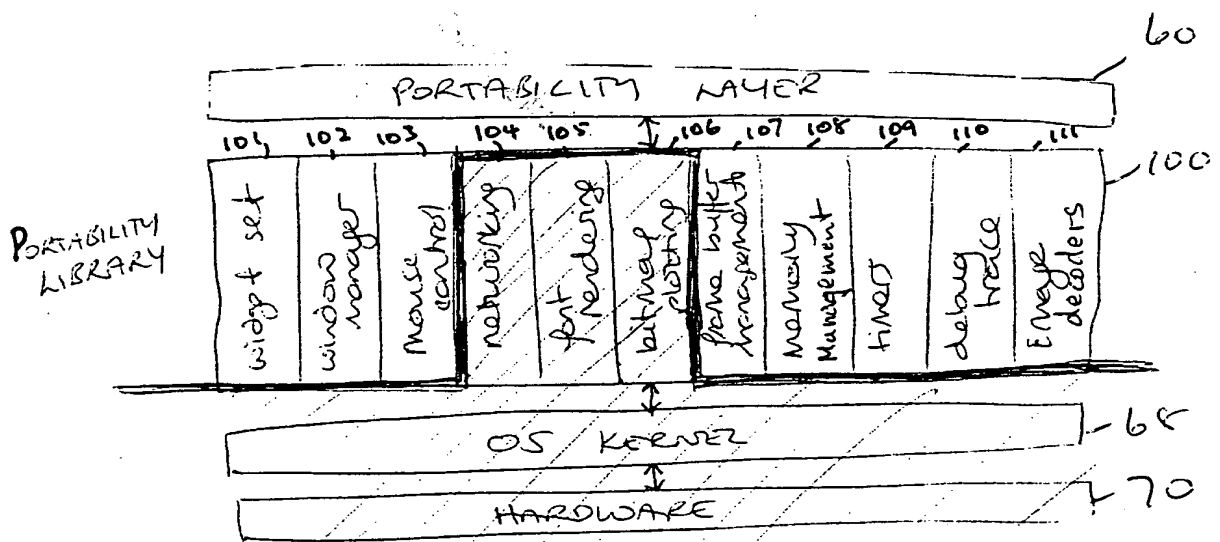 60
PORTABILITY LAYER
101 102 103 104 105 106 107 108 109 110 111
100
PORTABILITY
LIBRARY
widget set
window
manager
mouse
control
networking
font
rendering
bitmap
plotting
frame buffer
management
Memory
Management
timers
debug
trace
Image
decoders
OS KERNEL
68
HARDWARE
70